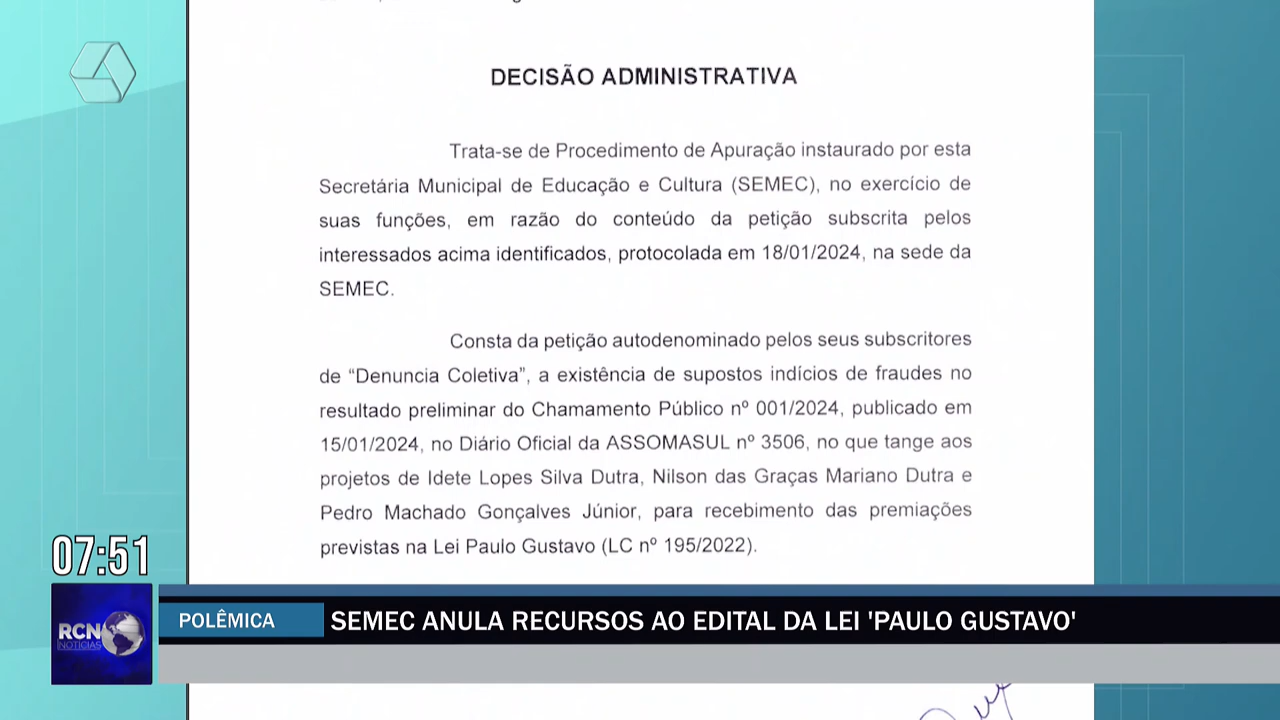 DECISÃO ADMINISTRATIVA
Trata-se de Procedimento de Apuração instaurado por esta
Secretária Municipal de Educação e Cultura (SEMEC), no exercício de
suas funções, em razão do conteúdo da petição subscrita pelos
interessados acima identificados, protocolada em 18/01/2024, na sede da
SEMEC.
Consta da petição autodenominado pelos seus subscritores
de “Denuncia Coletiva”, a existência de supostos indícios de fraudes no
resultado preliminar do Chamamento Público nº 001/2024, publicado em
15/01/2024, no Diário Oficial da ASSOMASUL nº 3506, no que tange aos
projetos de Idete Lopes Silva Dutra, Nilson das Graças Mariano Dutra e
Pedro Machado Gonçalves Júnior, para recebimento das premiações
previstas na Lei Paulo Gustavo (LC nº 195/2022).
07:51
RCN
NOTÍCIAS
POLÊMICA
SEMEC ANULA RECURSOS AO EDITAL DA LEI 'PAULO GUSTAVO'